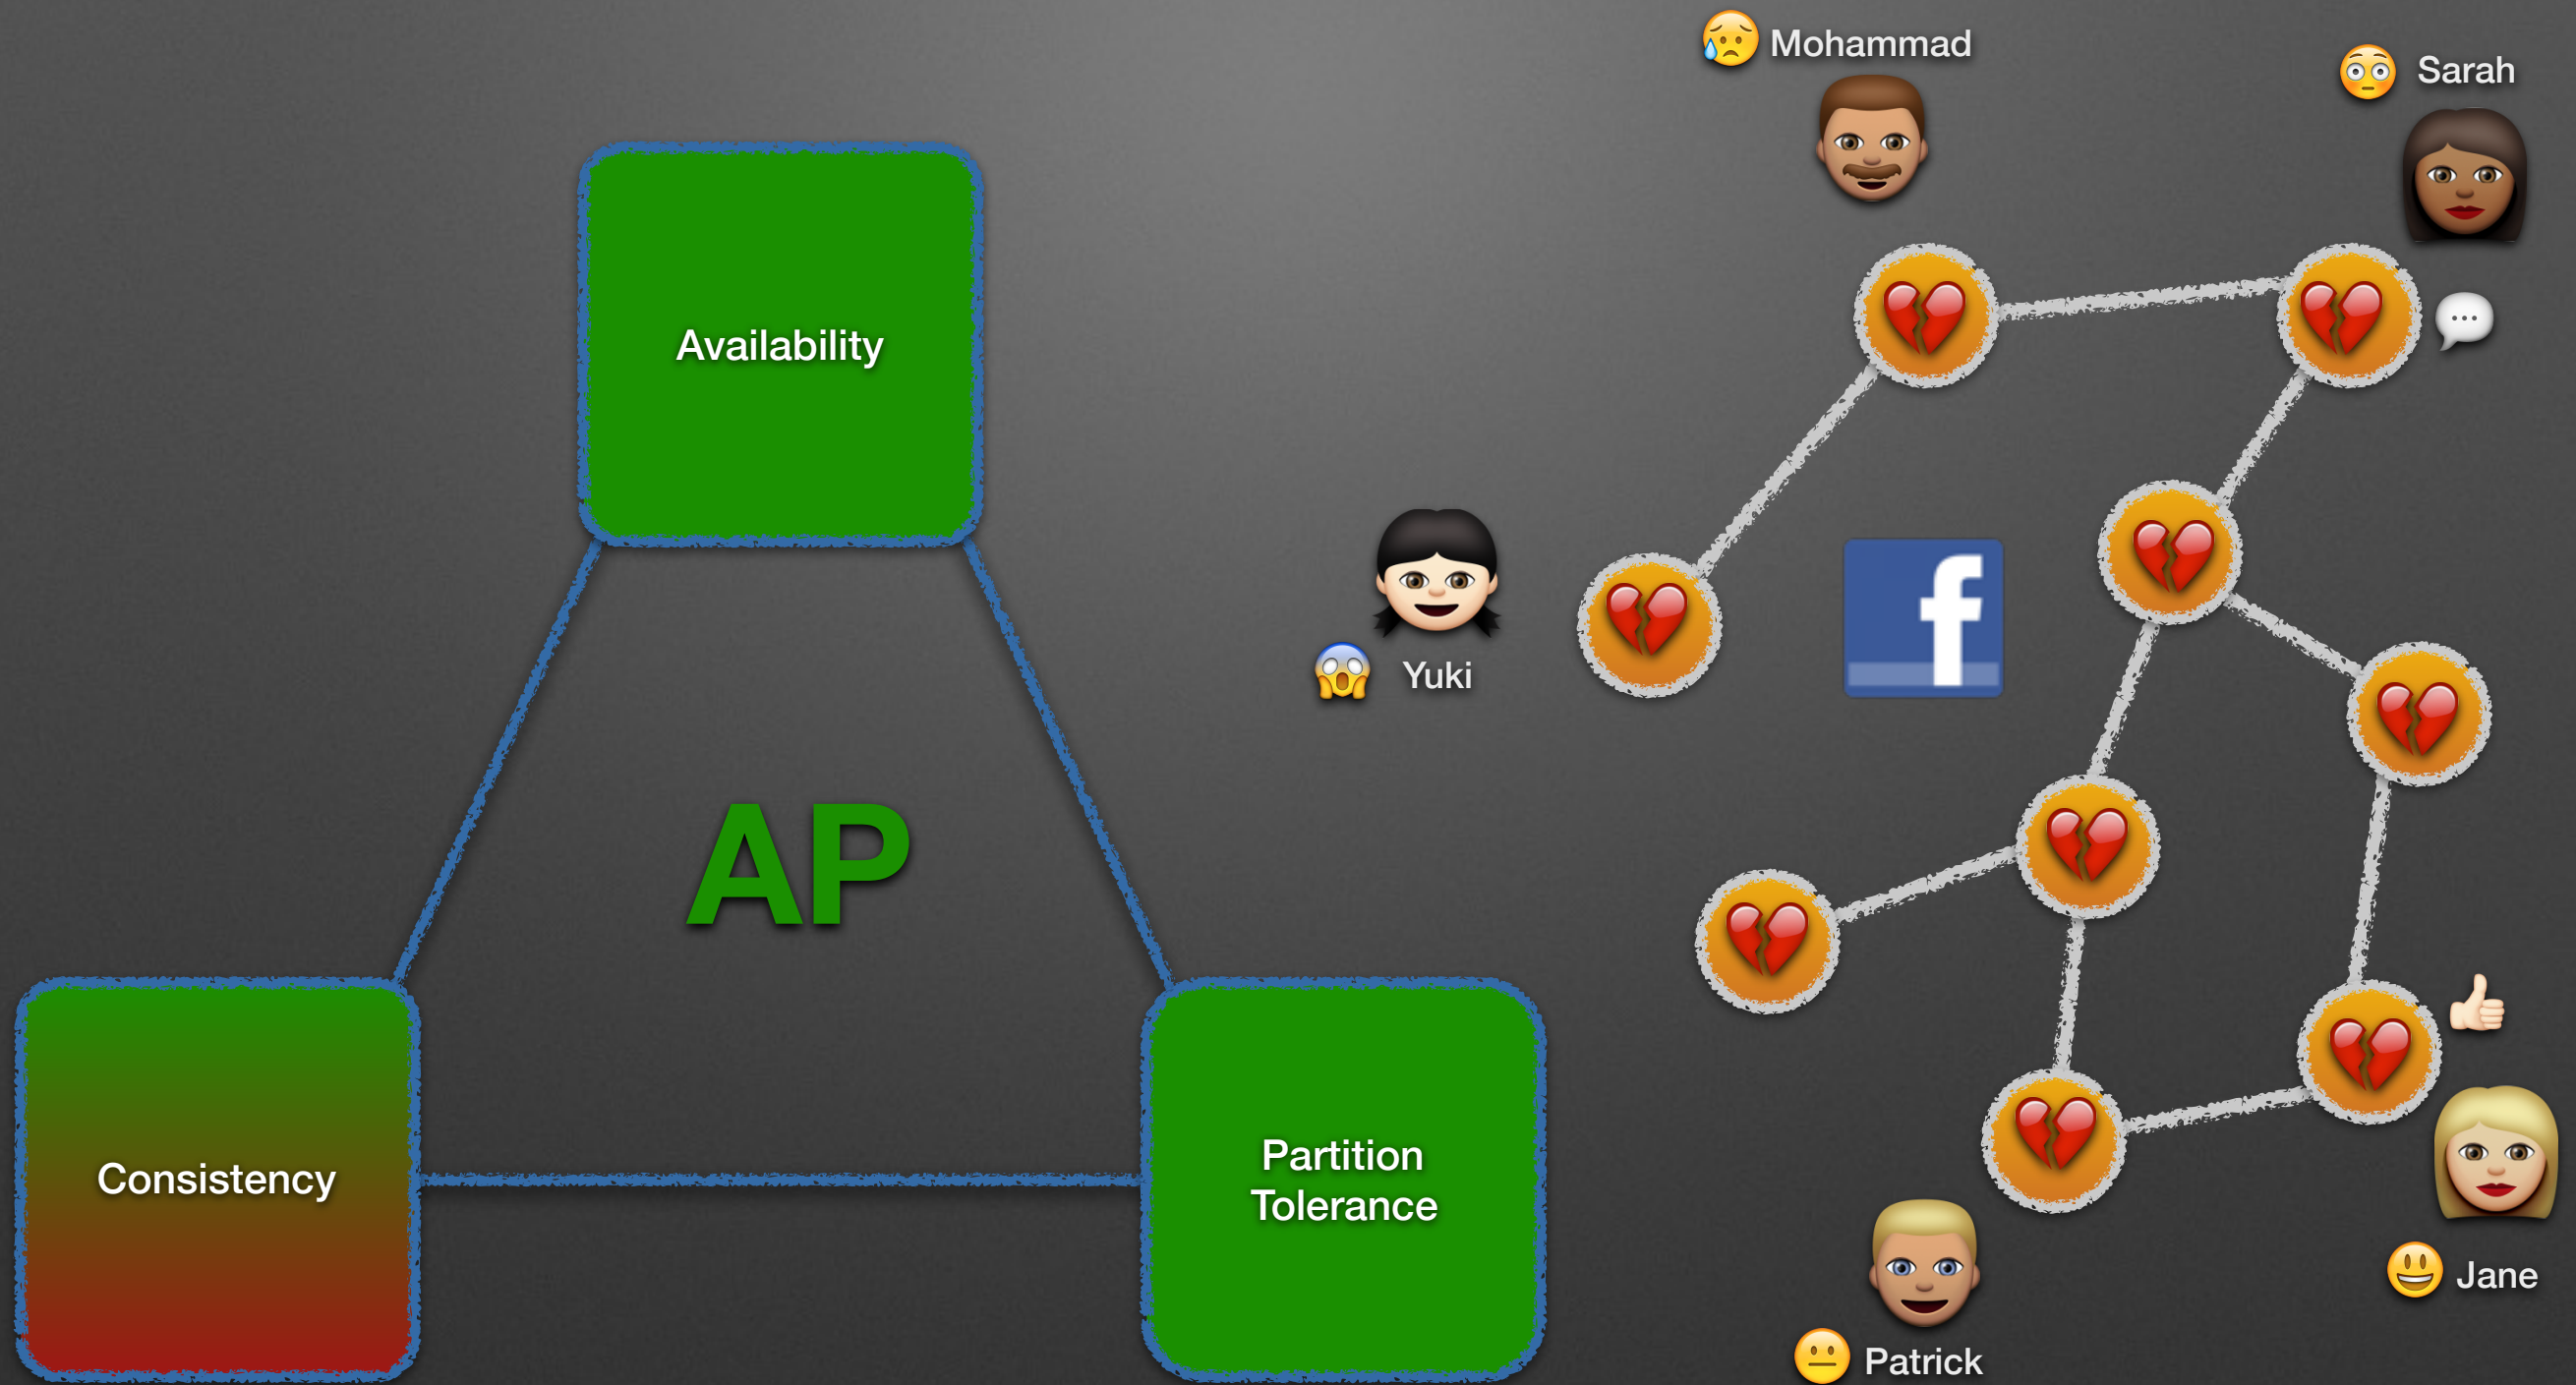 Mohammad
Sarah
Availability
Yuki
f
AP
Consistency
Partition
Tolerance
Jane
Patrick